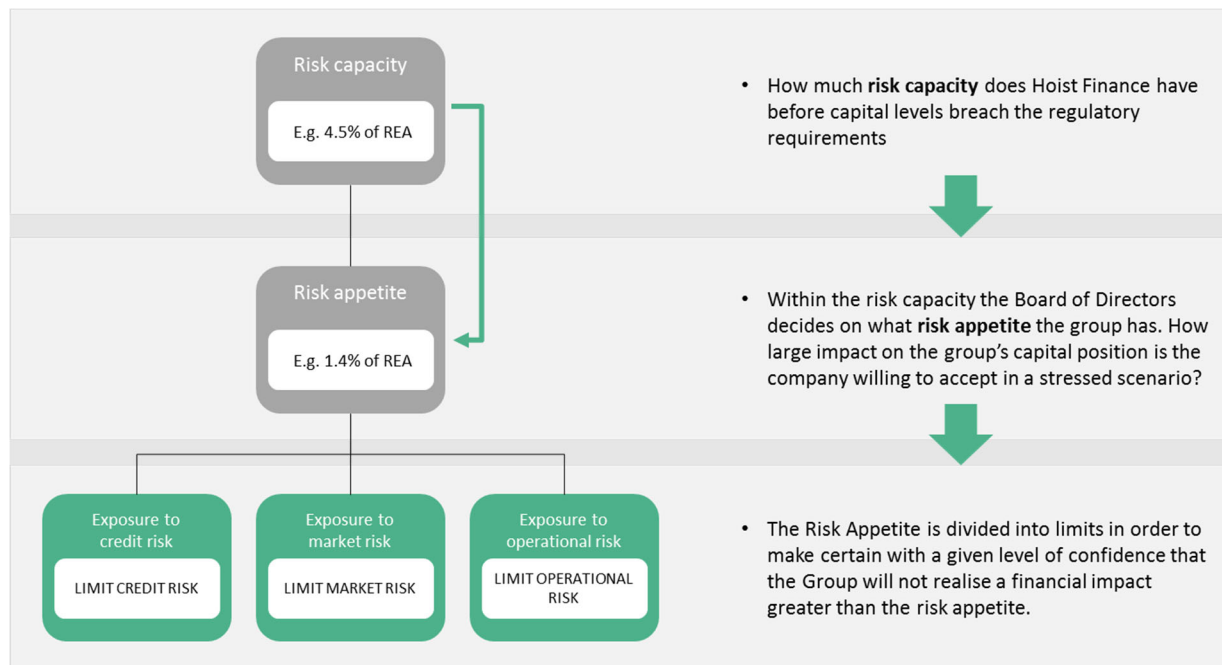 Risk capacity
E.g. 4.5% of REA
• How much risk capacity does Hoist Finance have
before capital levels breach the regulatory
requirements
Risk appetite
E.g. 1.4% of REA
• Within the risk capacity the Board of Directors
decides on what risk appetite the group has. How
large impact on the group’s capital position is the
company willing to accept in a stressed scenario?
Exposure to
credit risk
LIMIT CREDIT RISK
Exposure to
market risk
LIMIT MARKET RISK
Exposure to
operational risk
LIMIT OPERATIONAL
RISK
• The Risk Appetite is divided into limits in order to
make certain with a given level of confidence that
the Group will not realise a financial impact
greater than the risk appetite.